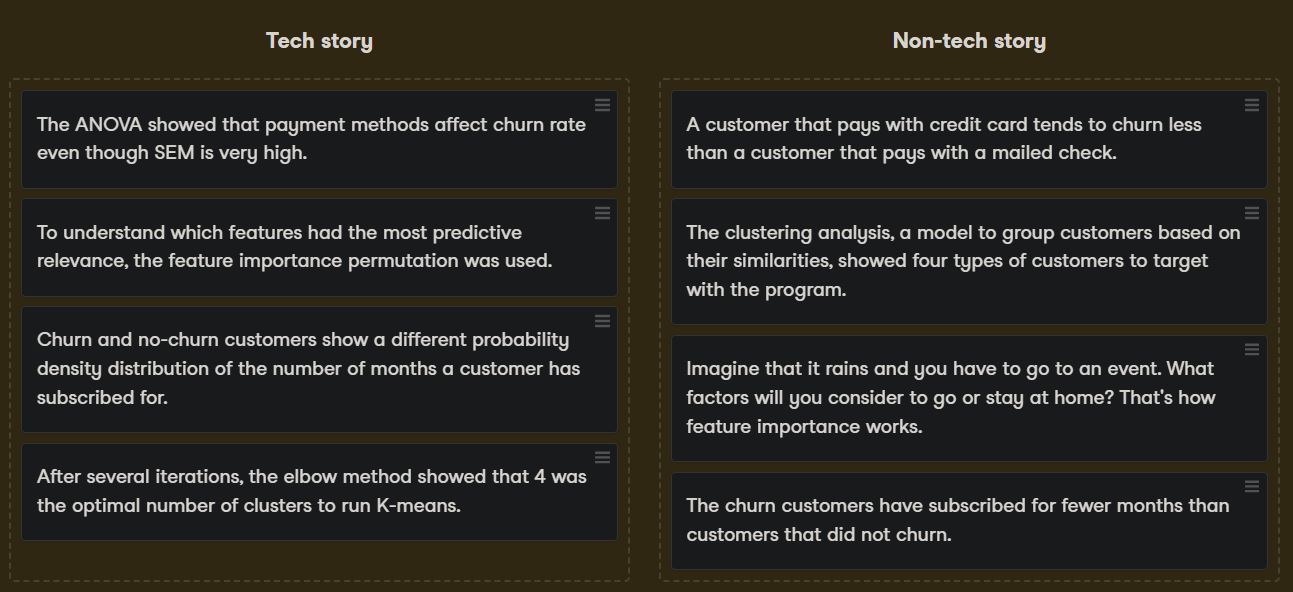 Tech story
The ANOVA showed that payment methods affect churn rate
even though SEM is very high.
To understand which features had the most predictive
relevance, the feature importance permutation was used.
Churn and no-churn customers show a different probability
density distribution of the number of months a customer has
subscribed for.
After several iterations, the elbow method showed that 4 was
the optimal number of clusters to run K-means.
Non-tech story
A customer that pays with credit card tends to churn less
than a customer that pays with a mailed check.
The clustering analysis, a model to group customers based on
their similarities, showed four types of customers to target
with the program.
Imagine that it rains and you have to go to an event. What
factors will you consider to go or stay at home? That's how
feature importance works.
The churn customers have subscribed for fewer months than
customers that did not churn.